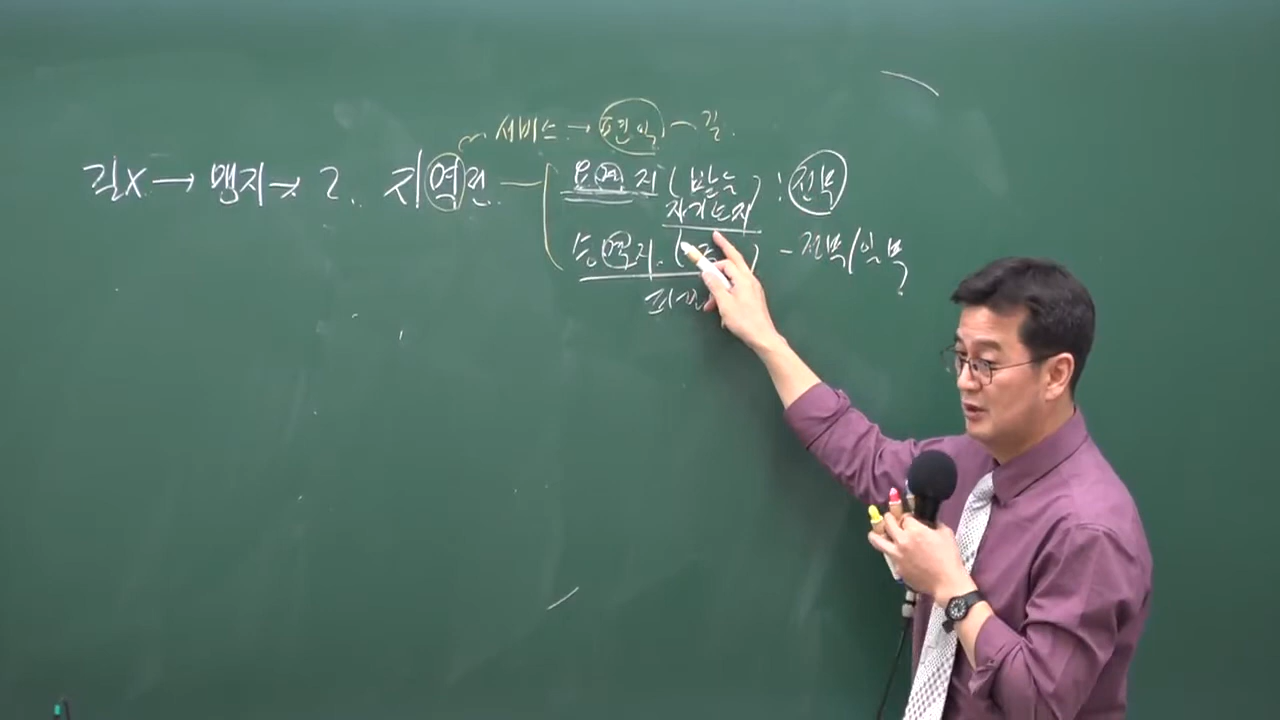 서비스 → 편익 ~ 길.
길X → 맹지 → 2. 지역권 — 요역지 (받는 : 전부
자기토지)
승역지. ( ) - 전부/일부